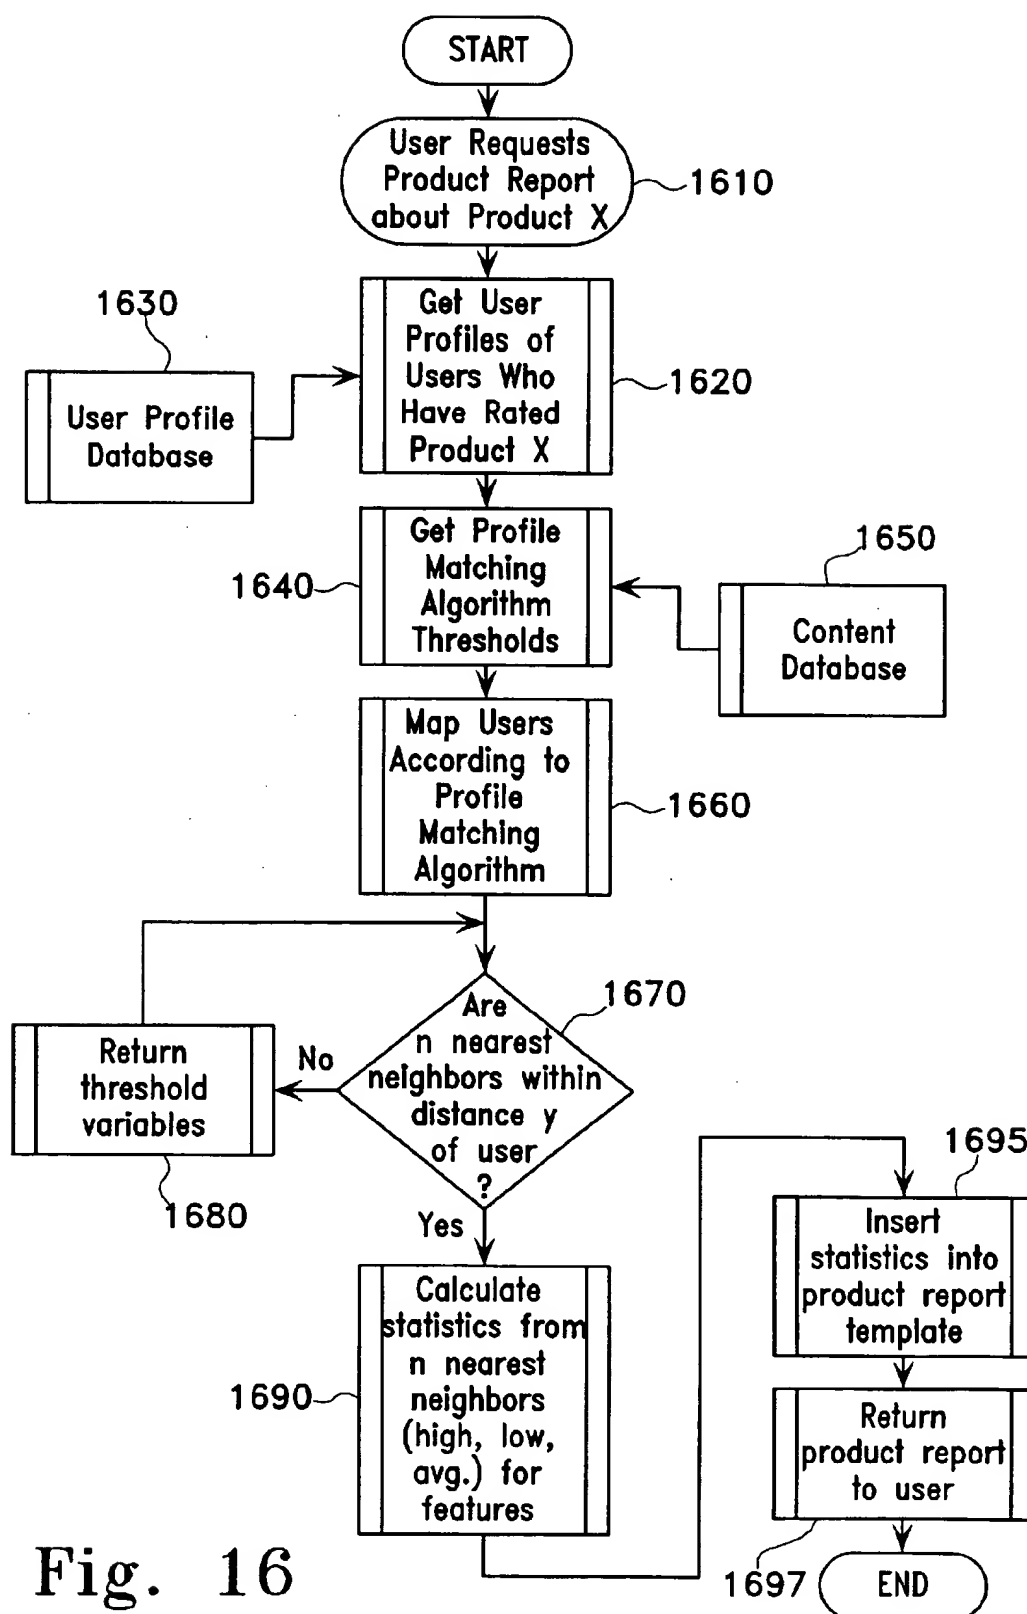 START
User Requests
Product Report
about Product X
1610
Get User
Profiles of
Users Who
Have Rated
Product X
1620
1630
User Profile
Database
Get Profile
Matching
Algorithm
Thresholds
1640
1650
Content
Database
Map Users
According to
Profile
Matching
Algorithm
1660
Are
n nearest
neighbors within
distance y
of user
?
1670
No
Return
threshold
variables
1680
Yes
Calculate
statistics from
n nearest
neighbors
(high, low,
avg.) for
features
1690
1695
Insert
statistics into
product report
template
Return
product report
to user
1697
END
Fig. 16